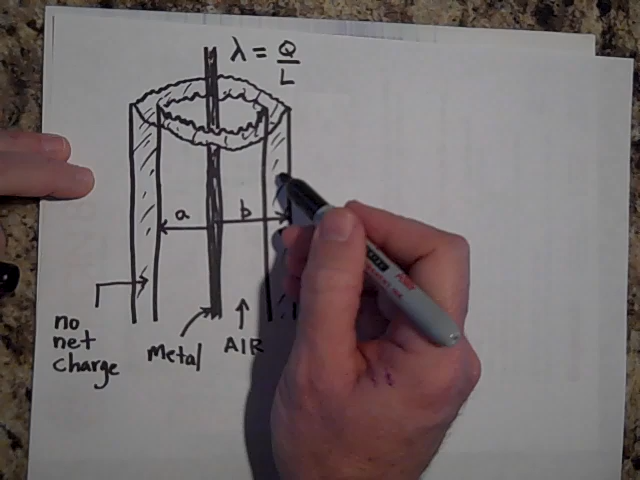 λ = Q
L
a
b
no
net
charge
Metal
AIR